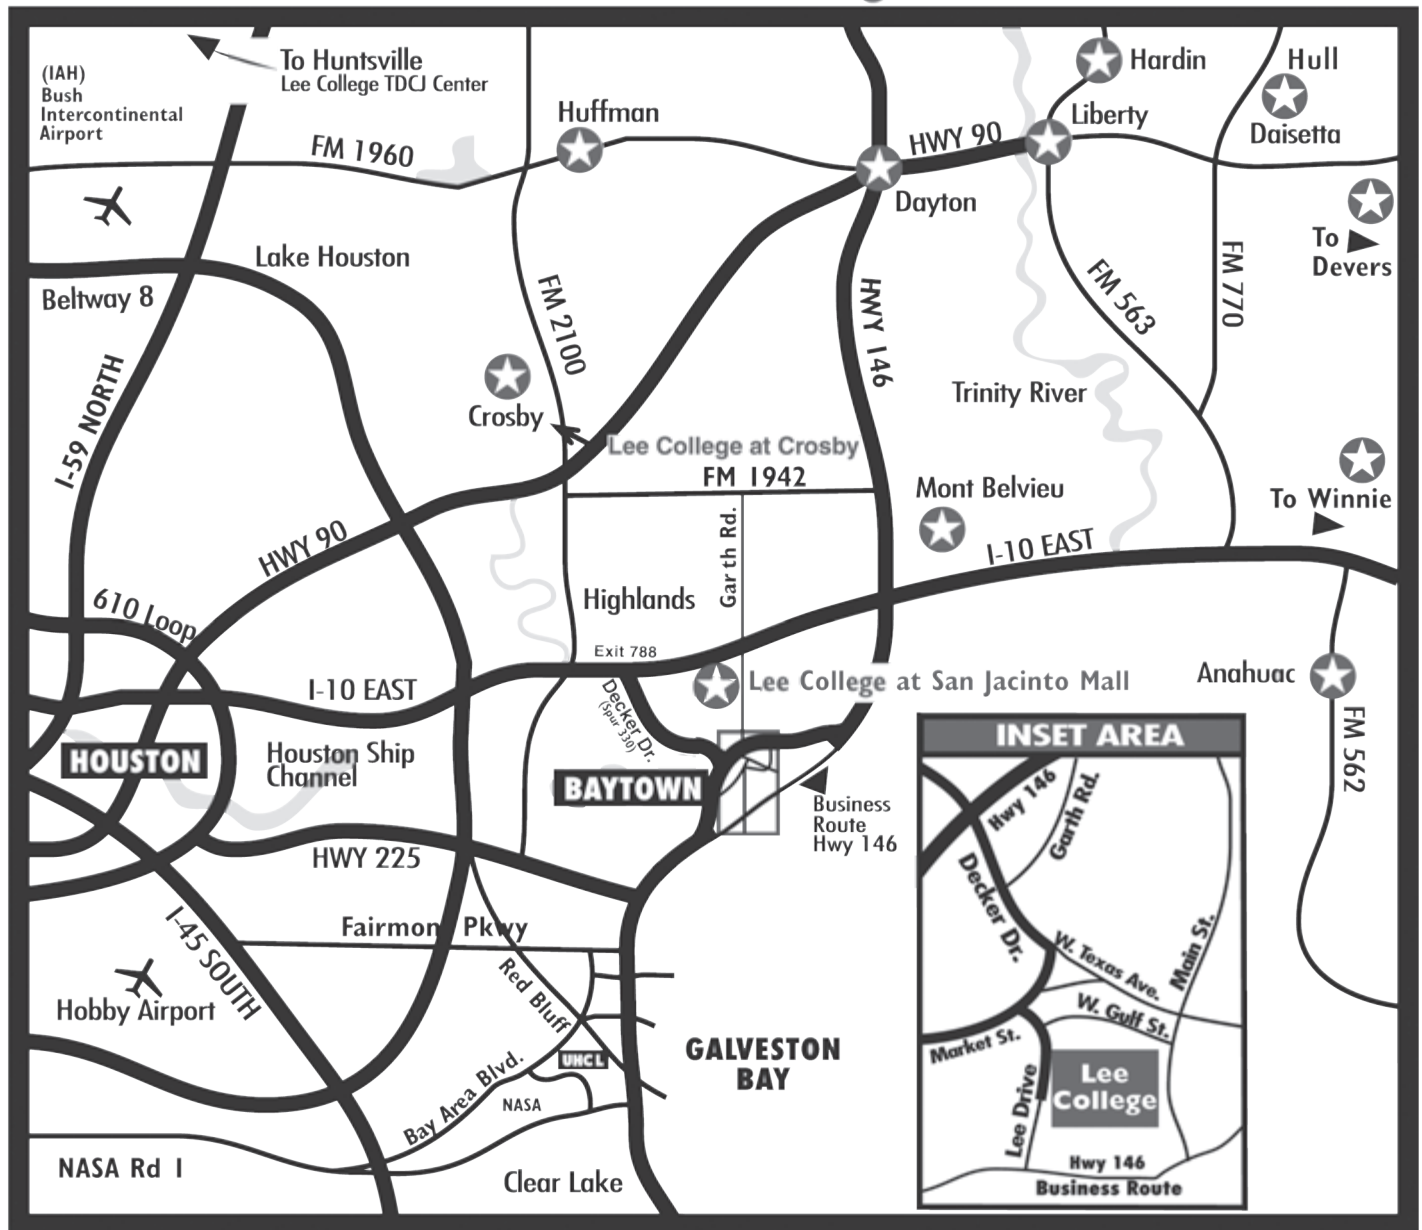 To Huntsville
Lee College TDCJ Center
(IAH)
Bush
Intercontinental
Airport
Huffman
Hardin
Hull
Daisetta
Liberty
HWY 90
FM 1960
Dayton
To
Devers
Lake Houston
Beltway 8
FM 2100
HWY 146
FM 563
FM 770
I-59 NORTH
Crosby
Trinity River
Lee College at Crosby
FM 1942
Mont Belvieu
To Winnie
Garth Rd.
HWY 90
I-10 EAST
610 Loop
Highlands
Exit 788
I-10 EAST
Lee College at San Jacinto Mall
Anahuac
Decker Dr.
(Spur 330)
FM 562
HOUSTON
Houston Ship
Channel
BAYTOWN
Business
Route
Hwy 146
HWY 225
Fairmont Pkwy
I-45 SOUTH
Red Bluff
Hobby Airport
UHCL
GALVESTON
BAY
Bay Area Blvd.
NASA
NASA Rd 1
Clear Lake
INSET AREA
Hwy 146
Garth Rd.
Decker Dr.
W. Texas Ave.
Main St.
W. Gulf St.
Market St.
Lee
College
Lee Drive
Hwy 146
Business Route